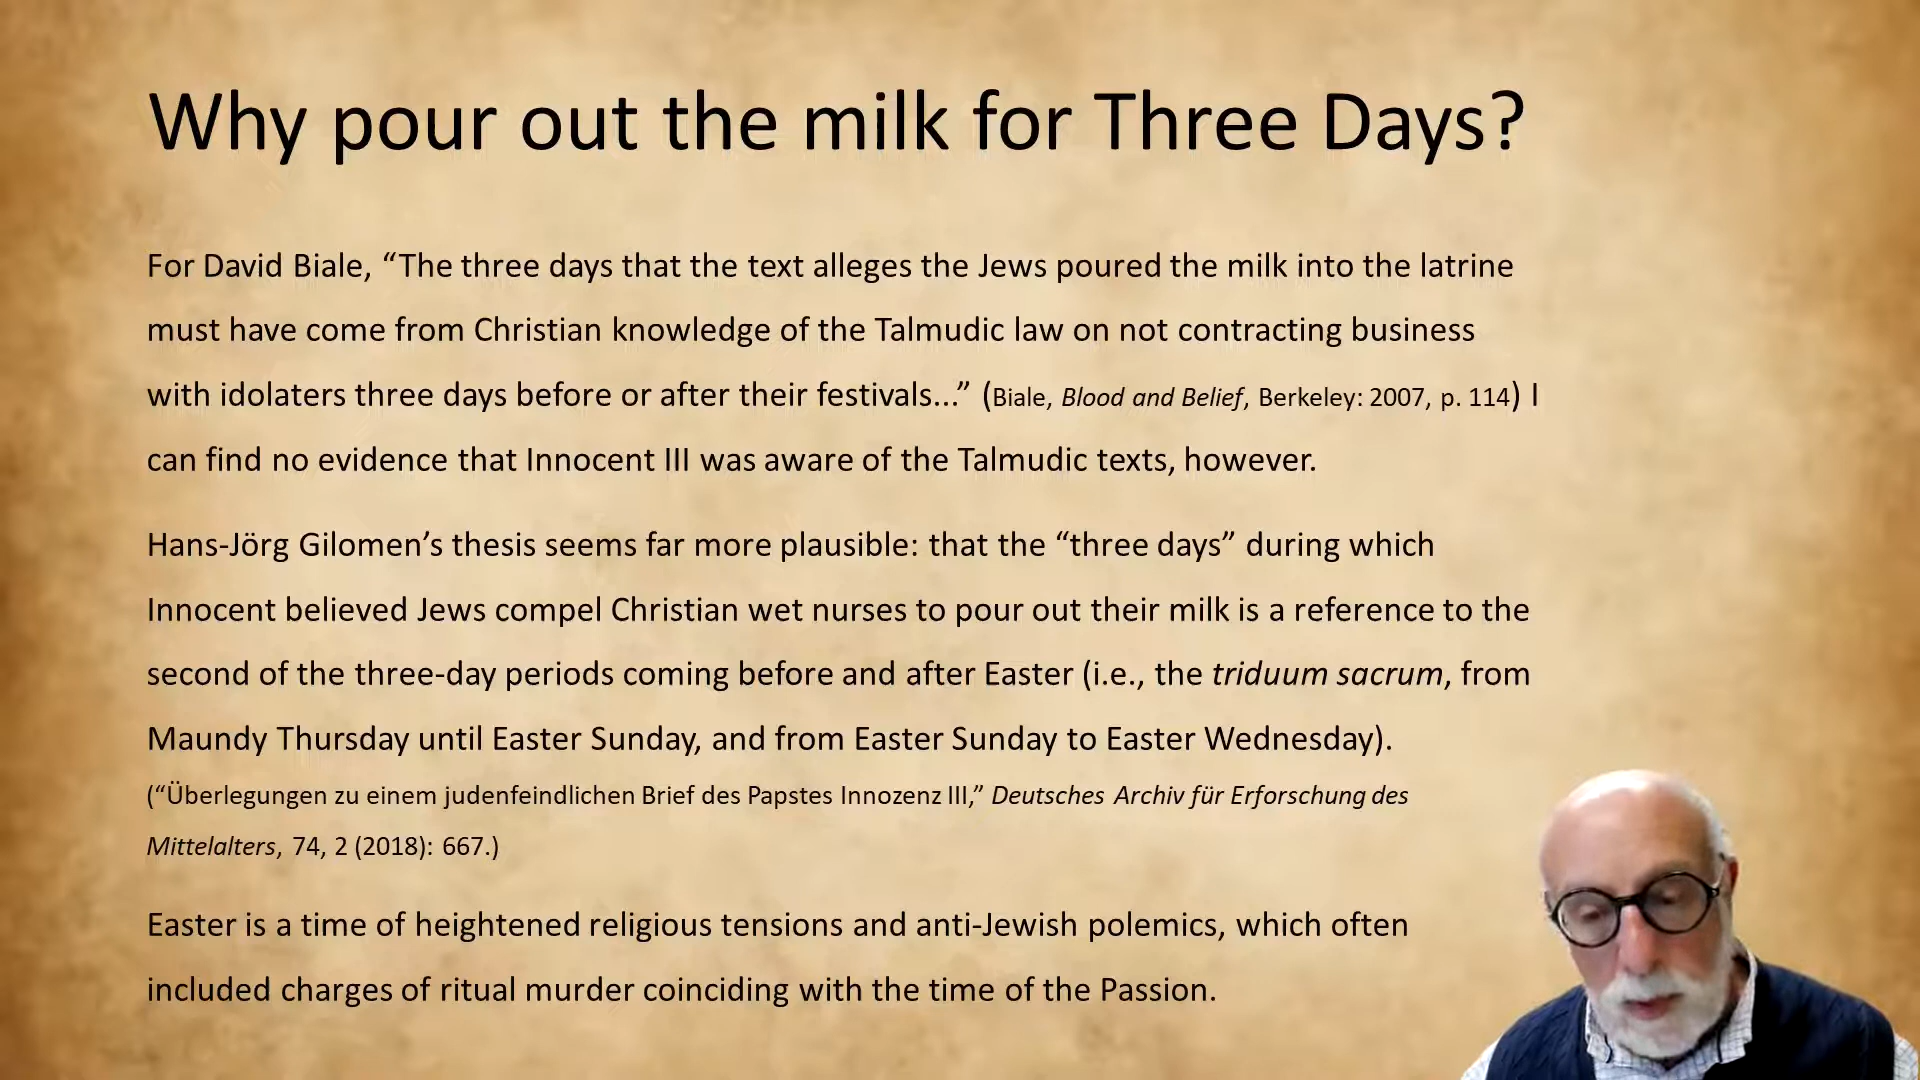 Why pour out the milk for Three Days?
For David Biale, “The three days that the text alleges the Jews poured the milk into the latrine
must have come from Christian knowledge of the Talmudic law on not contracting business
with idolaters three days before or after their festivals...” (Biale, Blood and Belief, Berkeley: 2007, p. 114) I
can find no evidence that Innocent III was aware of the Talmudic texts, however.
Hans-Jörg Gilomen’s thesis seems far more plausible: that the “three days” during which
Innocent believed Jews compel Christian wet nurses to pour out their milk is a reference to the
second of the three-day periods coming before and after Easter (i.e., the triduum sacrum, from
Maundy Thursday until Easter Sunday, and from Easter Sunday to Easter Wednesday).
(“Überlegungen zu einem judenfeindlichen Brief des Papstes Innozenz III,” Deutsches Archiv für Erforschung des
Mittelalters, 74, 2 (2018): 667.)
Easter is a time of heightened religious tensions and anti-Jewish polemics, which often
included charges of ritual murder coinciding with the time of the Passion.